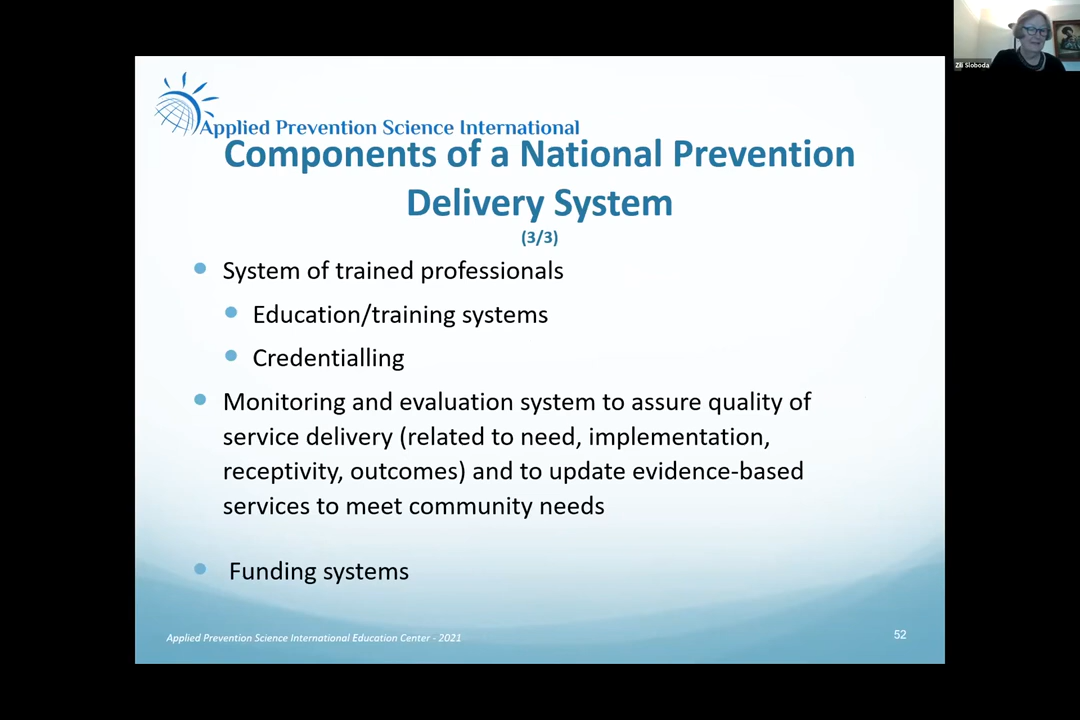 Zili Sloboda
Applied Prevention Science International
Components of a National Prevention
Delivery System
(3/3)
System of trained professionals
Education/training systems
Credentialling
Monitoring and evaluation system to assure quality of
service delivery (related to need, implementation,
receptivity, outcomes) and to update evidence-based
services to meet community needs
Funding systems
Applied Prevention Science International Education Center - 2021
52